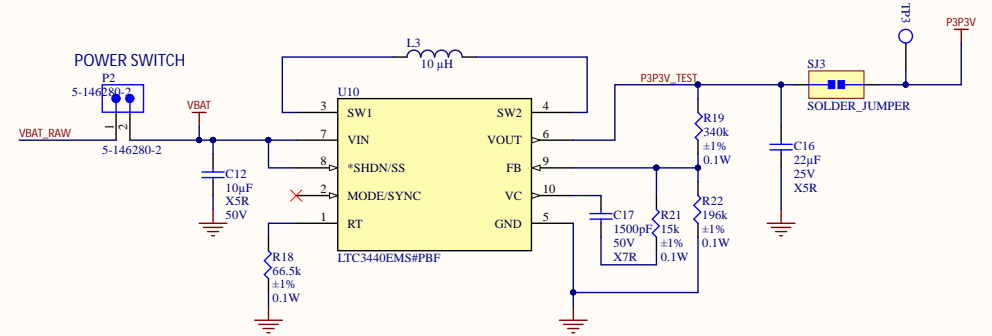 TP3
P3P3V
L3
10 µH
POWER SWITCH
P2
5-146280-2
1
2
5-146280-2
VBAT_RAW
VBAT
C12
10µF
X5R
50V
U10
3 SW1
SW2 4
7 VIN
VOUT 6
8 *SHDN/SS
FB 9
2 MODE/SYNC
VC 10
1 RT
GND 5
LTC3440EMS#PBF
R18
66.5k
±1%
0.1W
P3P3V_TEST
R19
340k
±1%
0.1W
C17
1500pF
50V
X7R
R21
15k
±1%
0.1W
R22
196k
±1%
0.1W
C16
22µF
25V
X5R
SJ3
SOLDER_JUMPER